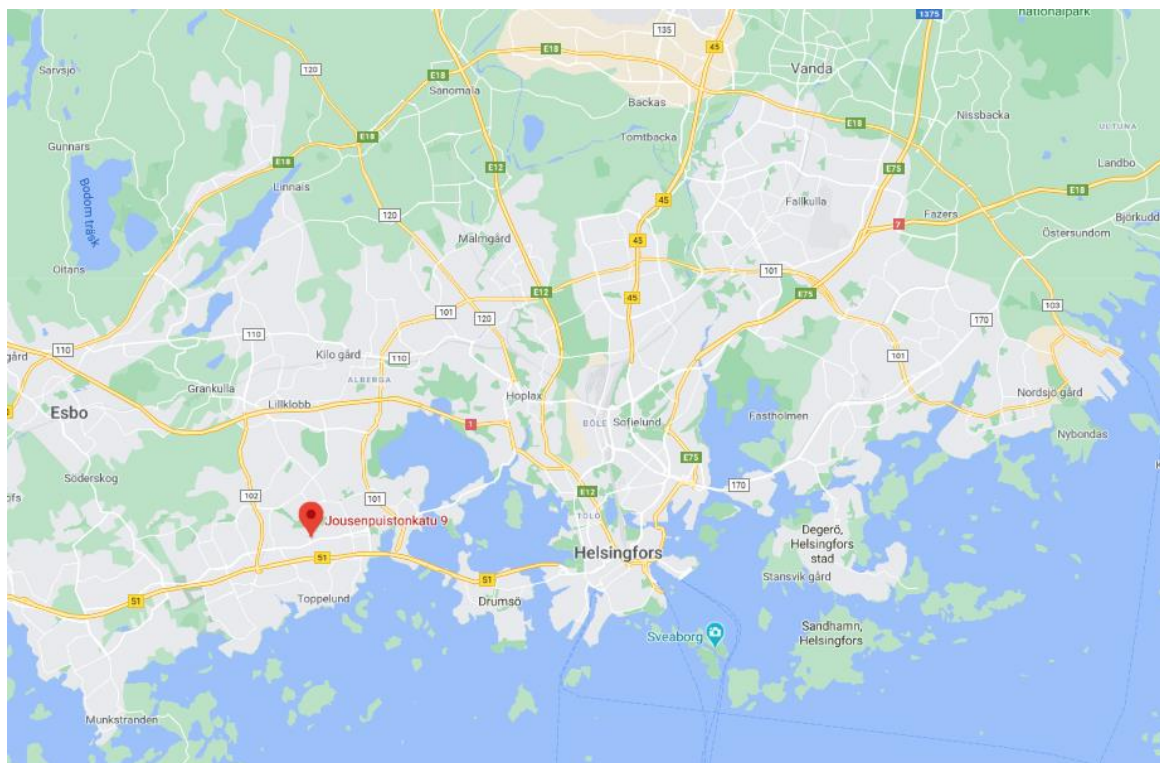 nationalpark
1375
135
45
Sarvsjö
120
E18
E18
Vanda
Sanomala
Backas
Nissbacka
E18
Gunnars
E18
Tomtbacka
ULTUNA
E18
Linnais
E12
E75
Landbo
E18
Bodom träsk
45
Fallkulla
120
Fazers
Björkudd
7
Malmgård
45
Östersundom
Oitans
101
E12
45
E75
101
120
103
170
110
110
gård
Kilo gård
110
101
ALBERGA
Grankulla
Hoplax
Nordsjö gård
Esbo
Lillklobb
1
BÖLE
Sofielund
Fastholmen
Nybondas
E75
Söderskog
170
102
101
E12
TÖLÖ
Jousenpuistonkatu 9
Degerö,
Helsingfors
stad
51
Helsingfors
51
Stansvik gård
51
Toppelund
Drumsö
Sandhamn,
Helsingfors
Sveaborg
Munkstranden